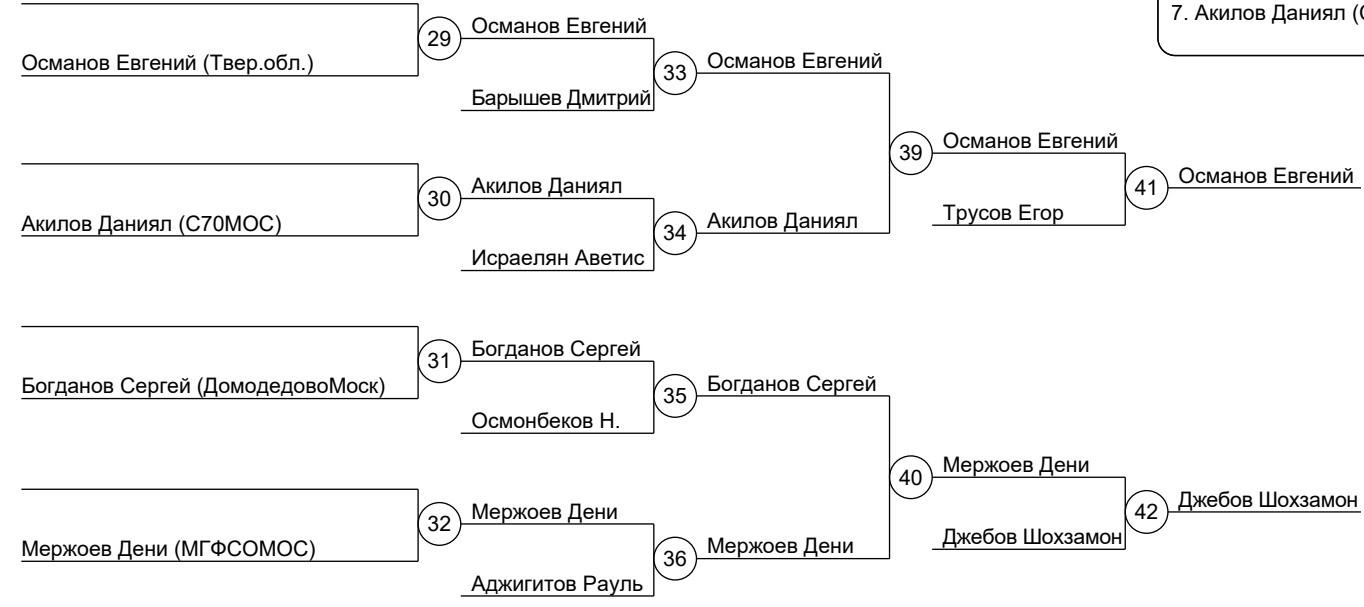 7. Акилов Даниял (С
29
Османов Евгений
Османов Евгений (Твер.обл.)
33
Османов Евгений
Барышев Дмитрий
39
Османов Евгений
30
Акилов Даниял
41
Османов Евгений
Акилов Даниял (С70МОС)
34
Акилов Даниял
Трусов Егор
Исраелян Аветис
31
Богданов Сергей
Богданов Сергей (ДомодедовоМоск)
35
Богданов Сергей
Осмонбеков Н.
40
Мержоев Дени
32
Мержоев Дени
42
Джебов Шохзамон
Мержоев Дени (МГФСОМОС)
36
Мержоев Дени
Джебов Шохзамон
Аджигитов Рауль